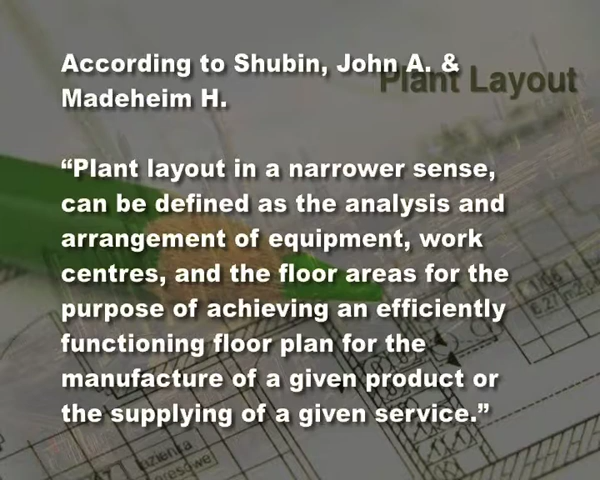 According to Shubin, John A. &
Madeheim H.
Plant Layout
“Plant layout in a narrower sense,
can be defined as the analysis and
arrangement of equipment, work
centres, and the floor areas for the
purpose of achieving an efficiently
functioning floor plan for the
manufacture of a given product or
the supplying of a given service.”